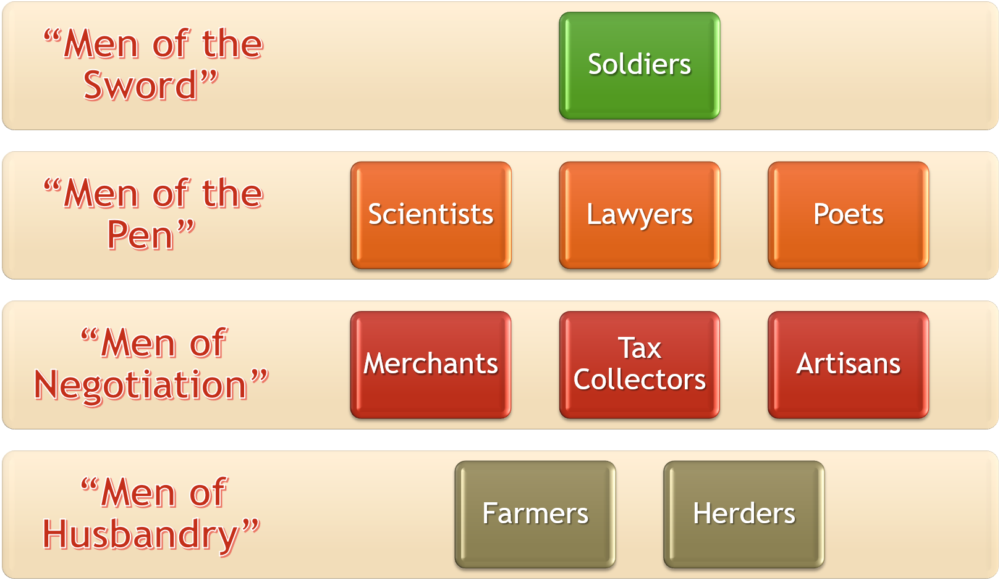 “Men of the
Sword”
Soldiers
“Men of the
Pen”
Scientists
Lawyers
Poets
“Men of
Negotiation”
Merchants
Tax
Collectors
Artisans
“Men of
Husbandry”
Farmers
Herders